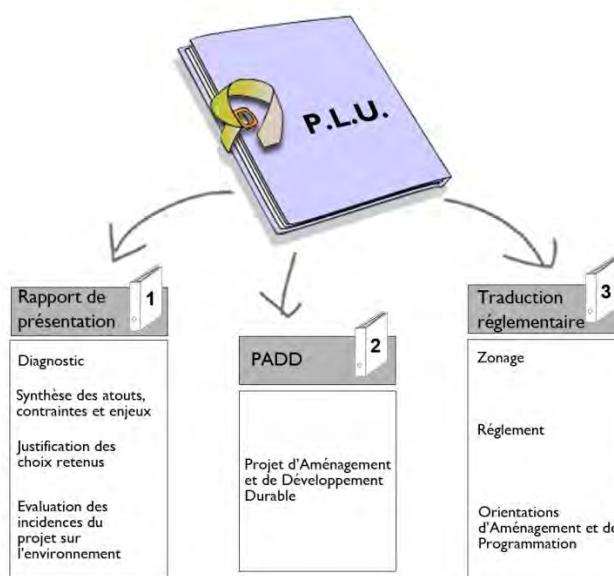 P.L.U.
Rapport de
présentation
1
Diagnostic
Synthèse des atouts,
contraintes et enjeux
Justification des
choix retenus
Evaluation des
incidences du
projet sur
l'environnement
PADD
2
Projet d'Aménagement
et de Développement
Durable
Traduction
réglementaire
3
Zonage
Réglement
Orientations
d'Aménagement et de
Programmation